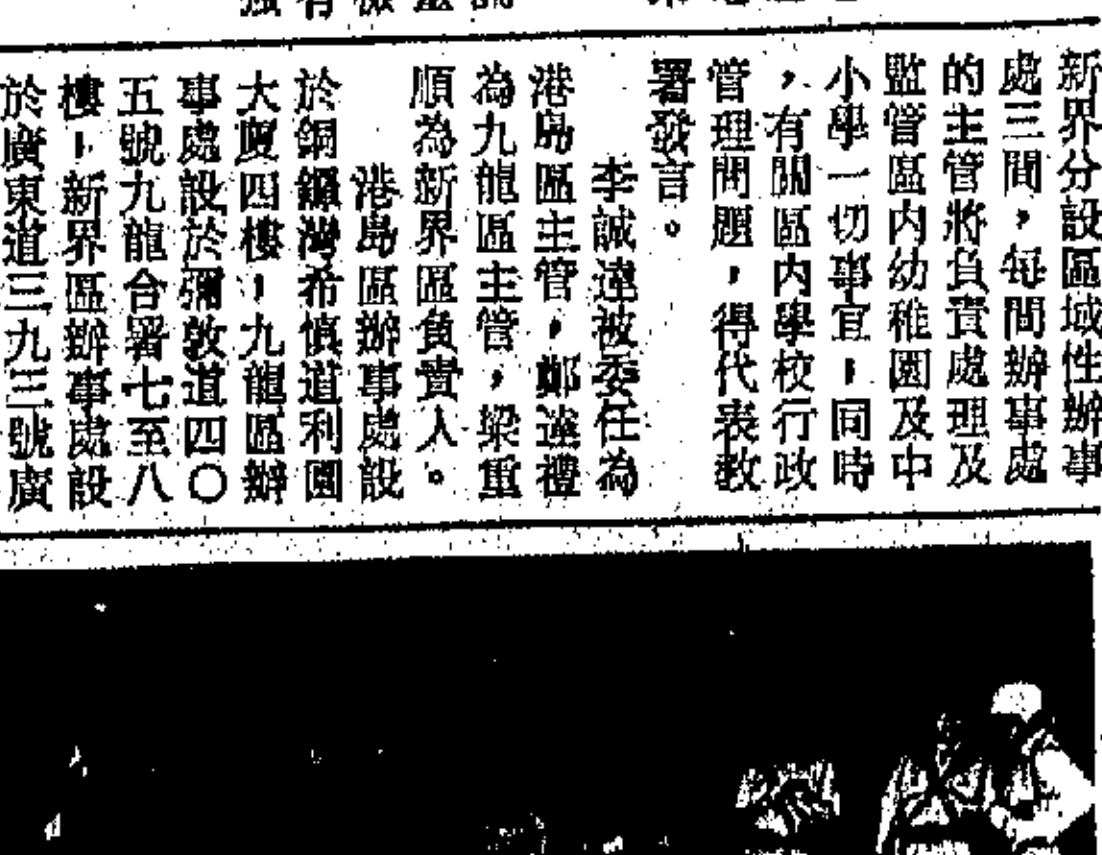 新界分設區域性辦事
處三間，每間辦事處
的主管將負責處理及
監管區內幼稚園及中
小學一切事宜，同時
，有關區內學校行政
管理問題，得代表教
署發言。
李誠達被委任為
港島區主管，鄭遠禮
為九龍區主管，梁重
順為新界區負責人。
港島區辦事處設
於銅鑼灣希慎道利園
大廈四樓，九龍區辦
事處設於彌敦道四〇
五號九龍合署七至八
樓，新界區辦事處設
於廣東道三九三號廣